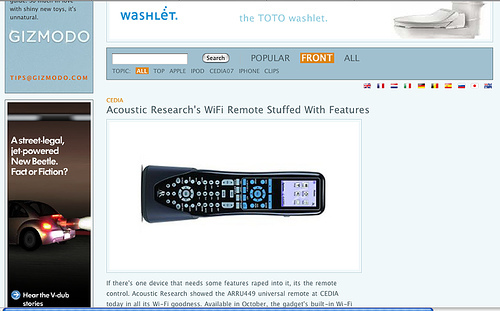 guide. So much in love
with shiny new toys, it's
unnatural.
GIZMODO
TIPS@GIZMODO.COM
A street-legal,
jet-powered
New Beetle.
Fact or Fiction?
Hear the V-dub
stories
WASHLET.
the TOTO washlet.
Search
POPULAR FRONT ALL
TOPIC: ALL TOP APPLE IPOD CEDIA07 IPHONE CLIPS
CEDIA
Acoustic Research's WiFi Remote Stuffed With Features
If there's one device that needs some features raped into it, its the remote
control. Acoustic Research showed the ARRU449 universal remote at CEDIA
today in all its Wi-Fi goodness. Available in October, the gadget's built-in Wi-Fi